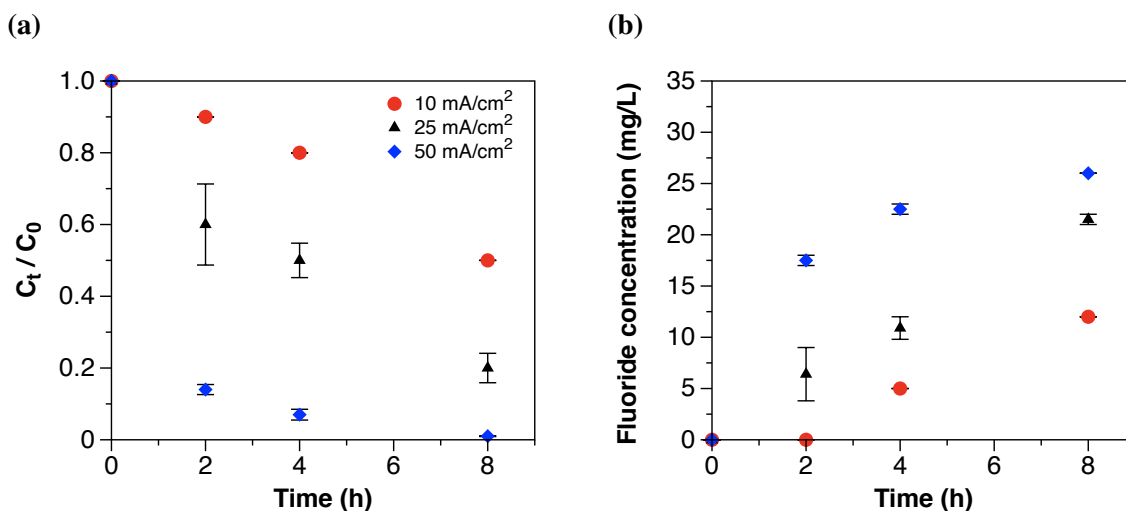 (a)
C_t / C_0
1.0
0.8
0.6
0.4
0.2
0
0 2 4 6 8
Time (h)
10 mA/cm²
25 mA/cm²
50 mA/cm²
(b)
Fluoride concentration (mg/L)
35
30
25
20
15
10
5
0
0 2 4 6 8
Time (h)